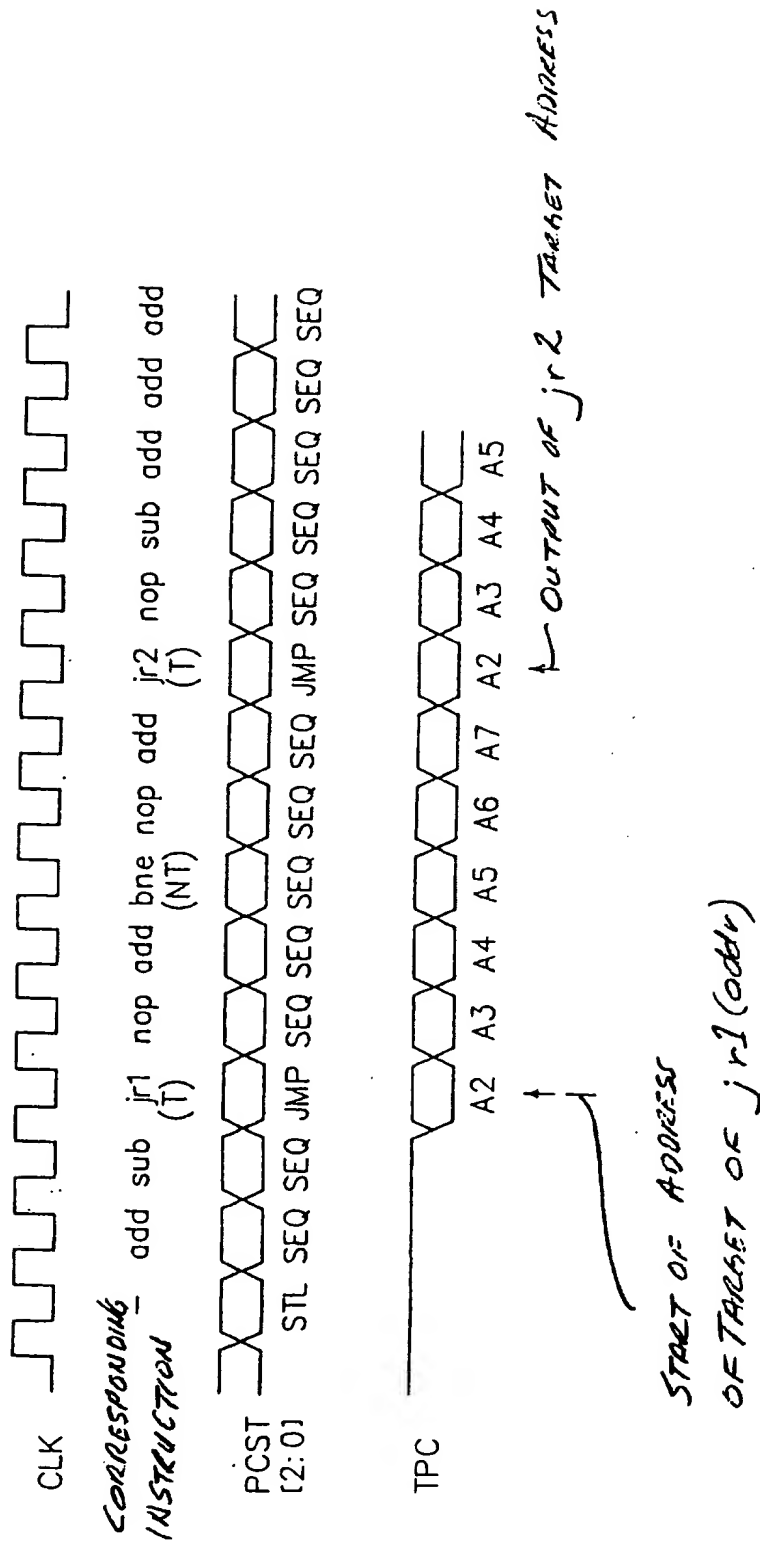 CLK
CORRESPONDING
INSTRUCTION
— add sub jr1 nop add bne nop add jr2 nop sub add add add
(T) (NT) (T)
PCST
[2:0]
STL SEQ SEQ JMP SEQ SEQ SEQ SEQ SEQ JMP SEQ SEQ SEQ SEQ SEQ
TPC
A2 A3 A4 A5 A6 A7 A2 A3 A4 A5
START OF ADDRESS
OF TARGET OF jr1 (addr)
OUTPUT OF jr2 TARGET ADDRESS